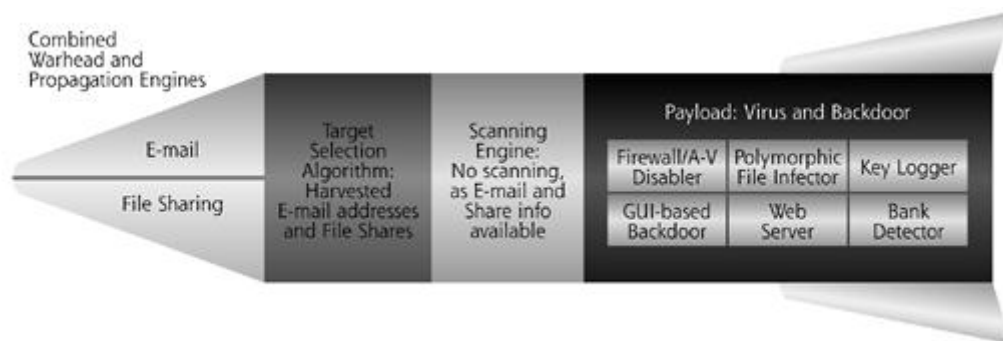 Combined
Warhead and
Propagation Engines
E-mail
File Sharing
Target
Selection
Algorithm:
Harvested
E-mail addresses
and File Shares
Scanning
Engine:
No scanning,
as E-mail and
Share info
available
Payload: Virus and Backdoor
Firewall/A-V
Disabler
Polymorphic
File Infector
Key Logger
GUI-based
Backdoor
Web
Server
Bank
Detector